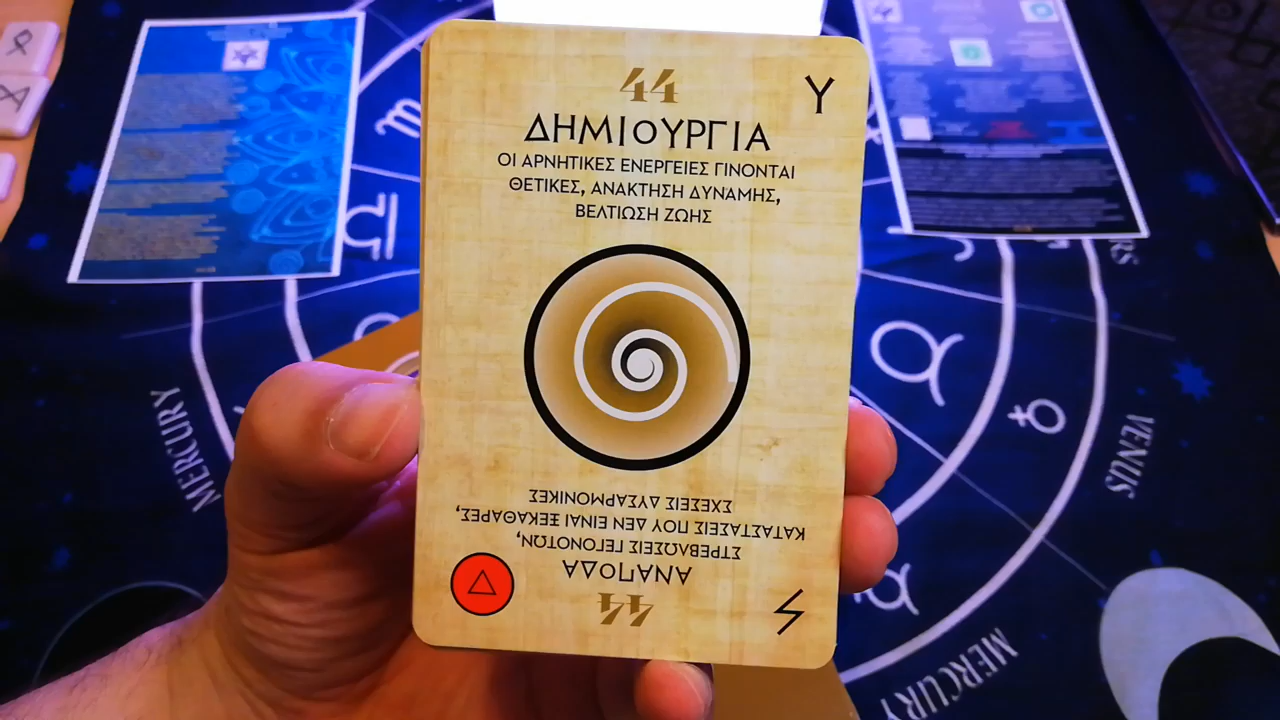 44
Υ
ΔΗΜΙΟΥΡΓΙΑ
ΟΙ ΑΡΝΗΤΙΚΕΣ ΕΝΕΡΓΕΙΕΣ ΓΙΝΟΝΤΑΙ
ΘΕΤΙΚΕΣ, ΑΝΑΚΤΗΣΗ ΔΥΝΑΜΗΣ,
ΒΕΛΤΙΩΣΗ ΖΩΗΣ
44
ΑΝΑΠΟΔΑ
ΣΤΡΕΒΛΩΣΕΙΣ ΓΕΓΟΝΟΤΩΝ,
ΚΑΤΑΣΤΑΣΕΙΣ ΠΟΥ ΔΕΝ ΕΙΝΑΙ ΞΕΚΑΘΑΡΕΣ,
ΣΧΕΣΕΙΣ ΔΥΣΑΡΜΟΝΙΚΕΣ
MERCURY
VENUS
MERCURY